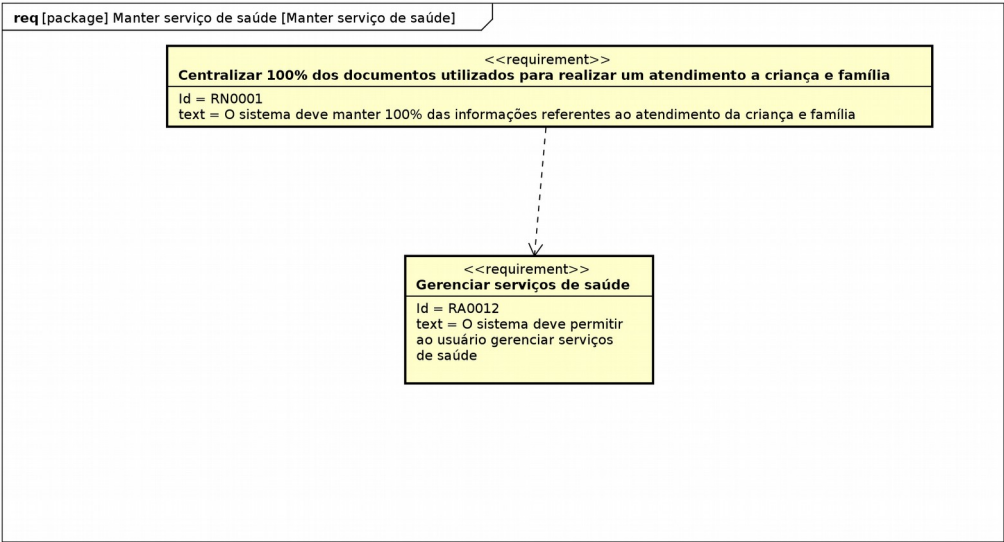 req [package] Manter serviço de saúde [Manter serviço de saúde]
<<requirement>>
Centralizar 100% dos documentos utilizados para realizar um atendimento a criança e família
Id = RN0001
text = O sistema deve manter 100% das informações referentes ao atendimento da criança e família
<<requirement>>
Gerenciar serviços de saúde
Id = RA0012
text = O sistema deve permitir
ao usuário gerenciar serviços
de saúde